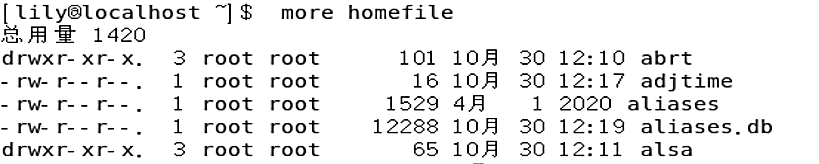 [lily@localhost ~]$  more homefile
总用量 1420
drwxr-xr-x.  3 root root      101 10月  30 12:10 abrt
-rw-r--r--.  1 root root       16 10月  30 12:17 adjtime
-rw-r--r--.  1 root root     1529 4月    1 2020 aliases
-rw-r--r--.  1 root root    12288 10月  30 12:19 aliases.db
drwxr-xr-x.  3 root root       65 10月  30 12:11 alsa